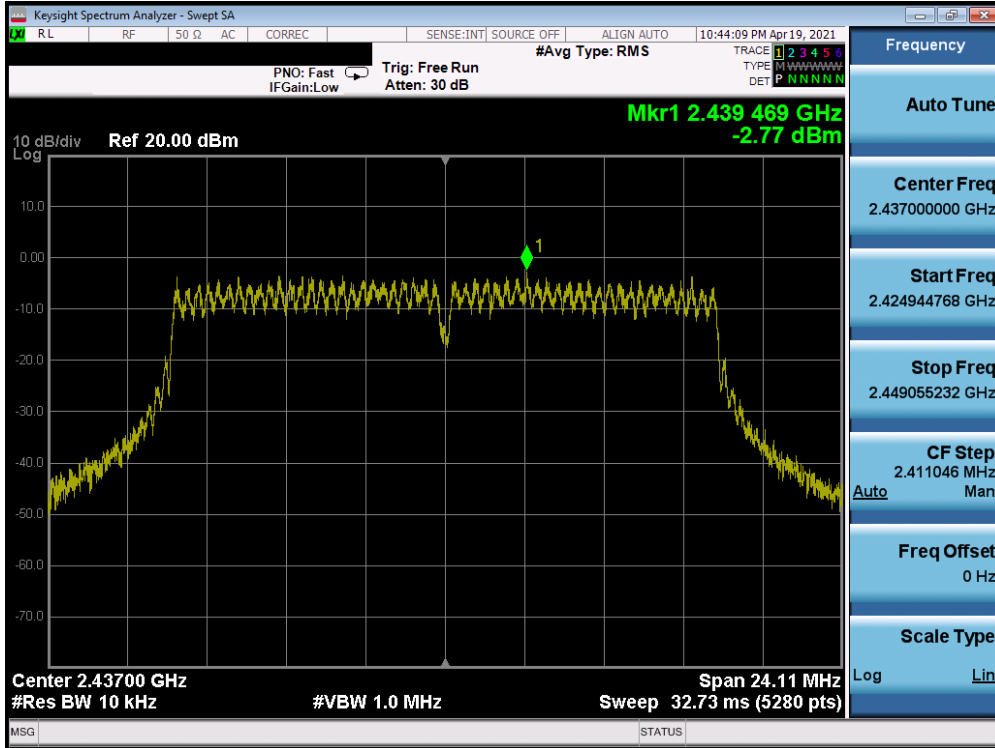 Keysight Spectrum Analyzer - Swept SA
LXI RL RF 50 Ω AC CORREC SENSE:INT SOURCE OFF ALIGN AUTO 10:44:09 PM Apr 19, 2021
#Avg Type: RMS
TRACE 1 2 3 4 5 6
TYPE M WWWWW
DET P N N N N N
PNO: Fast
IFGain:Low
Trig: Free Run
Atten: 30 dB
Mkr1 2.439 469 GHz
-2.77 dBm
10 dB/div
Log
Ref 20.00 dBm
10.0
0.00
-10.0
-20.0
-30.0
-40.0
-50.0
-60.0
-70.0
1
Center 2.43700 GHz
Span 24.11 MHz
#Res BW 10 kHz
#VBW 1.0 MHz
Sweep 32.73 ms (5280 pts)
MSG
STATUS
Frequency
Auto Tune
Center Freq
2.437000000 GHz
Start Freq
2.424944768 GHz
Stop Freq
2.449055232 GHz
CF Step
2.411046 MHz
Auto Man
Freq Offset
0 Hz
Scale Type
Log Lin